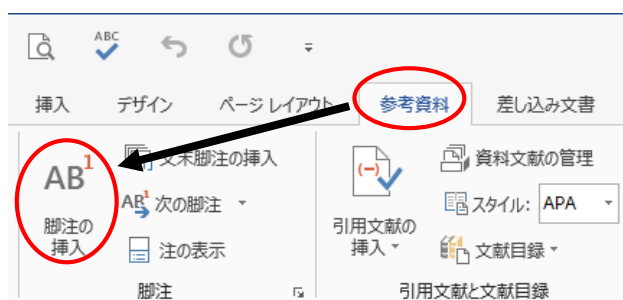 ABC
挿入 デザイン ページ レイアウト 参考資料 差し込み文書
AB1
脚注の
挿入
文末脚注の挿入
AB1 次の脚注
注の表示
脚注
(-)
引用文献の
挿入
資料文献の管理
スタイル: APA
文献目録
引用文献と文献目録